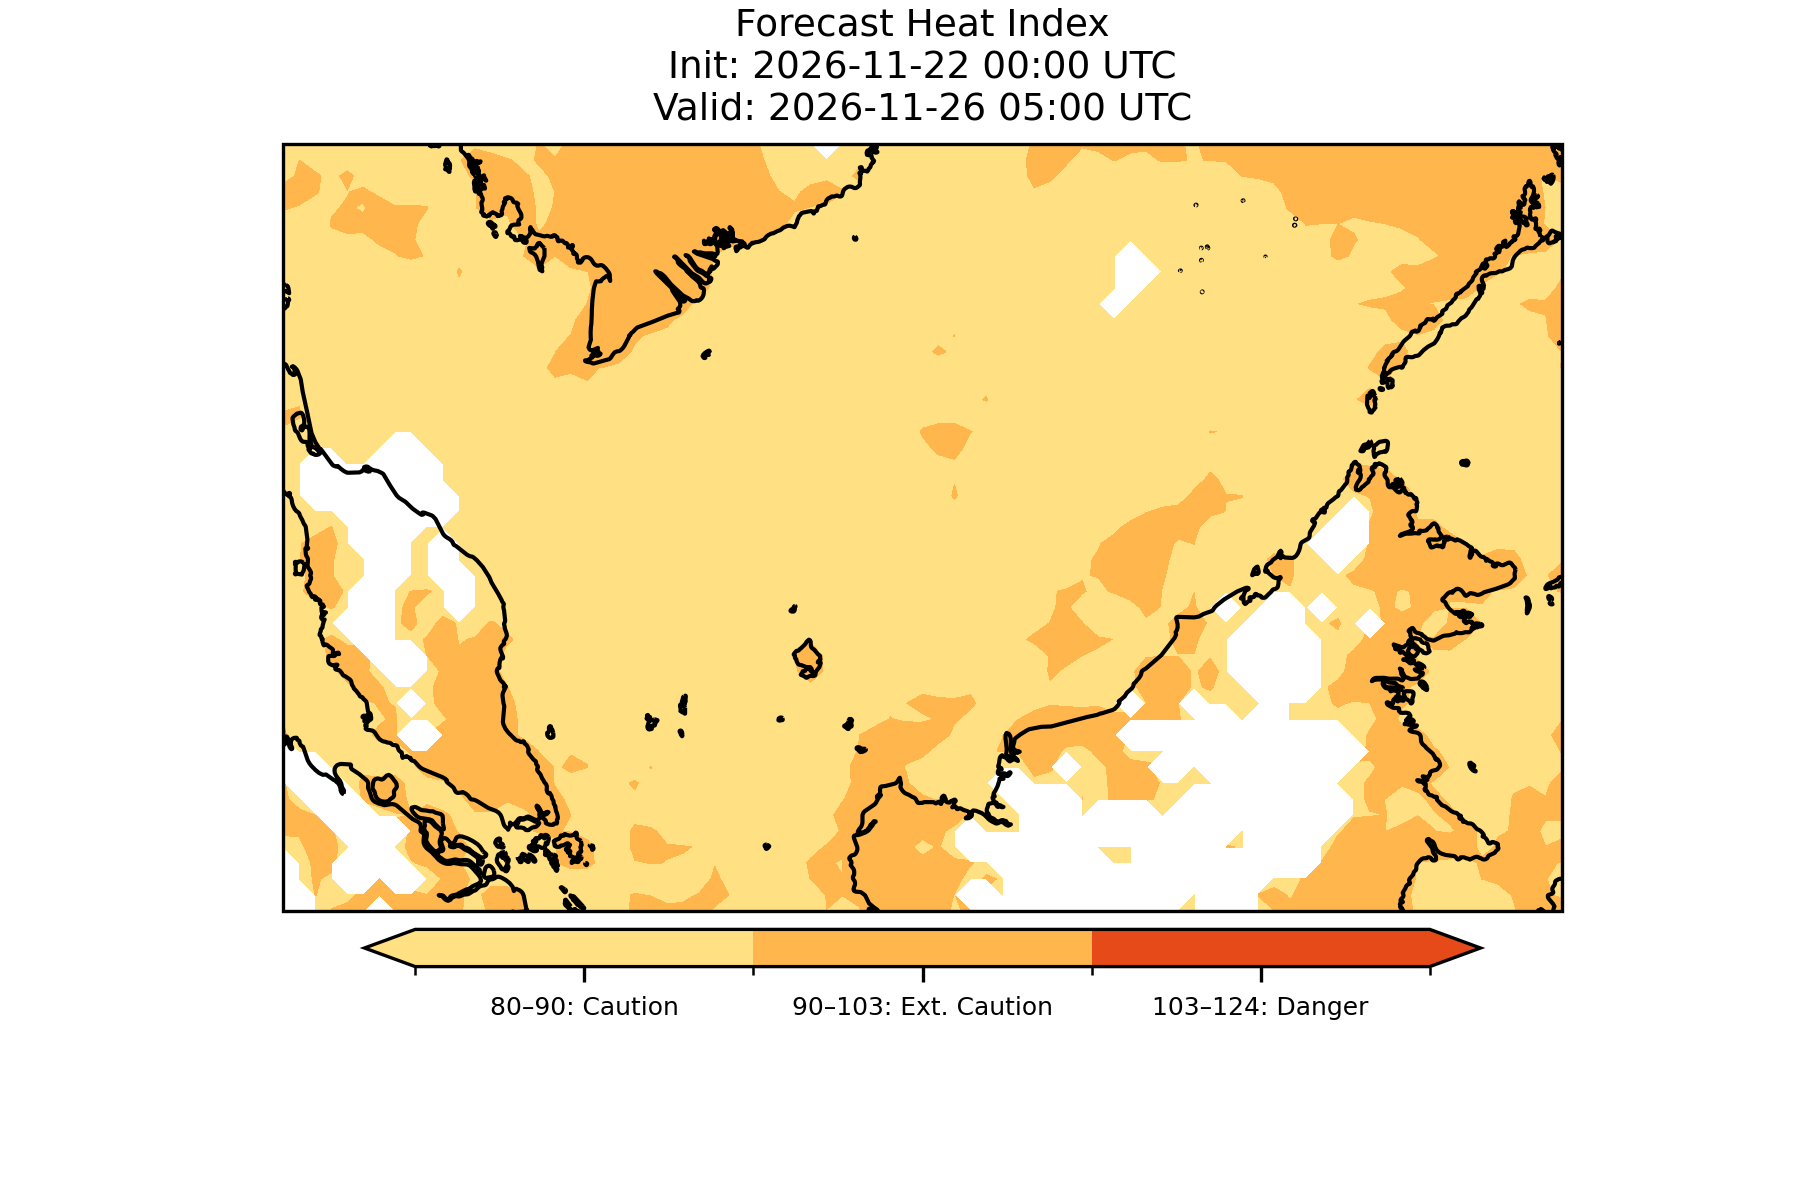 Forecast Heat Index
Init: 2026-11-22 00:00 UTC
Valid: 2026-11-26 05:00 UTC
80–90: Caution
90–103: Ext. Caution
103–124: Danger